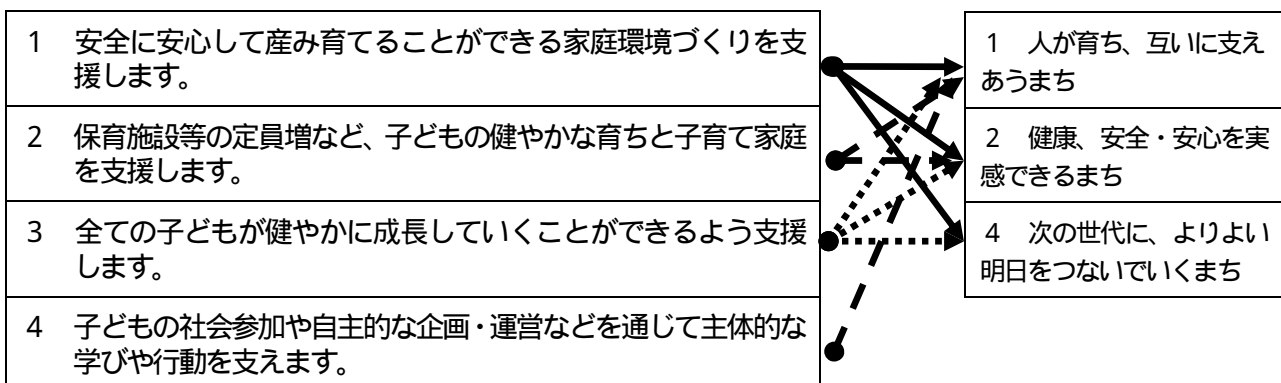 1 安全に安心して産み育てることができる家庭環境づくりを支
援します。
2 保育施設等の定員増など、子どもの健やかな育ちと子育て家庭
を支援します。
3 全ての子どもが健やかに成長していくことができるよう支援
します。
4 子どもの社会参加や自主的な企画・運営などを通じて主体的な
学びや行動を支えます。
1 人が育ち、互いに支え
あうまち
2 健康、安全・安心を実
感できるまち
4 次の世代に、よりよい
明日をつないでいくまち